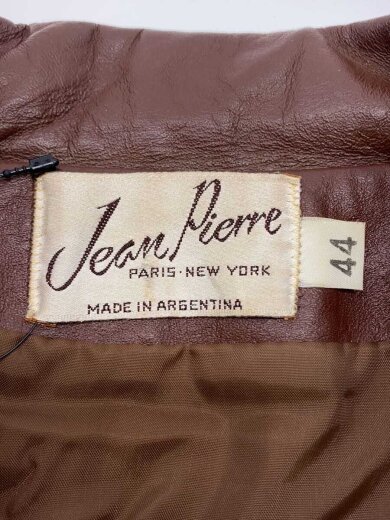 Jean Pierre
PARIS · NEW YORK
MADE IN ARGENTINA
44